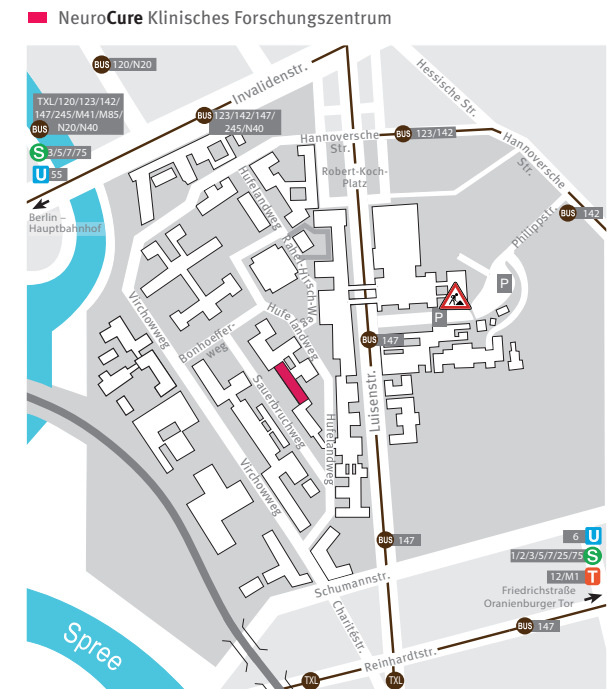 NeuroCure Klinisches Forschungszentrum
BUS 120/N20
Invalidenstr.
Hessische Str.
TXL/120/123/142/
147/245/M41/M85/
N20/N40
BUS
BUS 123/142/147/
245/N40
S 3/5/7/75
U 55
Hannoversche
Str.
BUS 123/142
Hannoversche
Str.
Robert-Koch-
Platz
Hufelandweg
Berlin –
Hauptbahnhof
BUS 142
Philippstr.
Rahel-Hirsch-Weg
P
P
Virchowweg
Bonhoeffer-
weg
Hufelandweg
BUS 147
Sauerbruchweg
Luisenstr.
Hufelandweg
Virchowweg
BUS 147
6 U
1/2/3/5/7/25/75 S
12/M1 T
Friedrichstraße
Oranienburger Tor
Schumannstr.
Charitéstr.
BUS 147
Spree
Reinhardtstr.
TXL
TXL